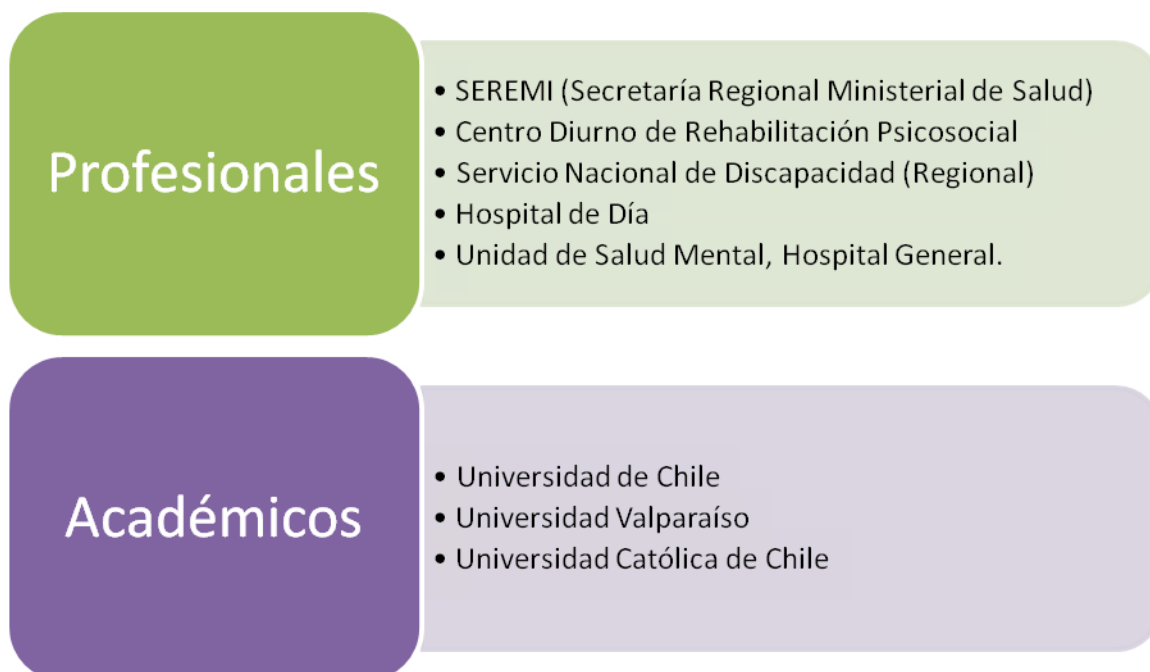 Profesionales
• SEREMI (Secretaría Regional Ministerial de Salud)
• Centro Diurno de Rehabilitación Psicosocial
• Servicio Nacional de Discapacidad (Regional)
• Hospital de Día
• Unidad de Salud Mental, Hospital General.
Académicos
• Universidad de Chile
• Universidad Valparaíso
• Universidad Católica de Chile